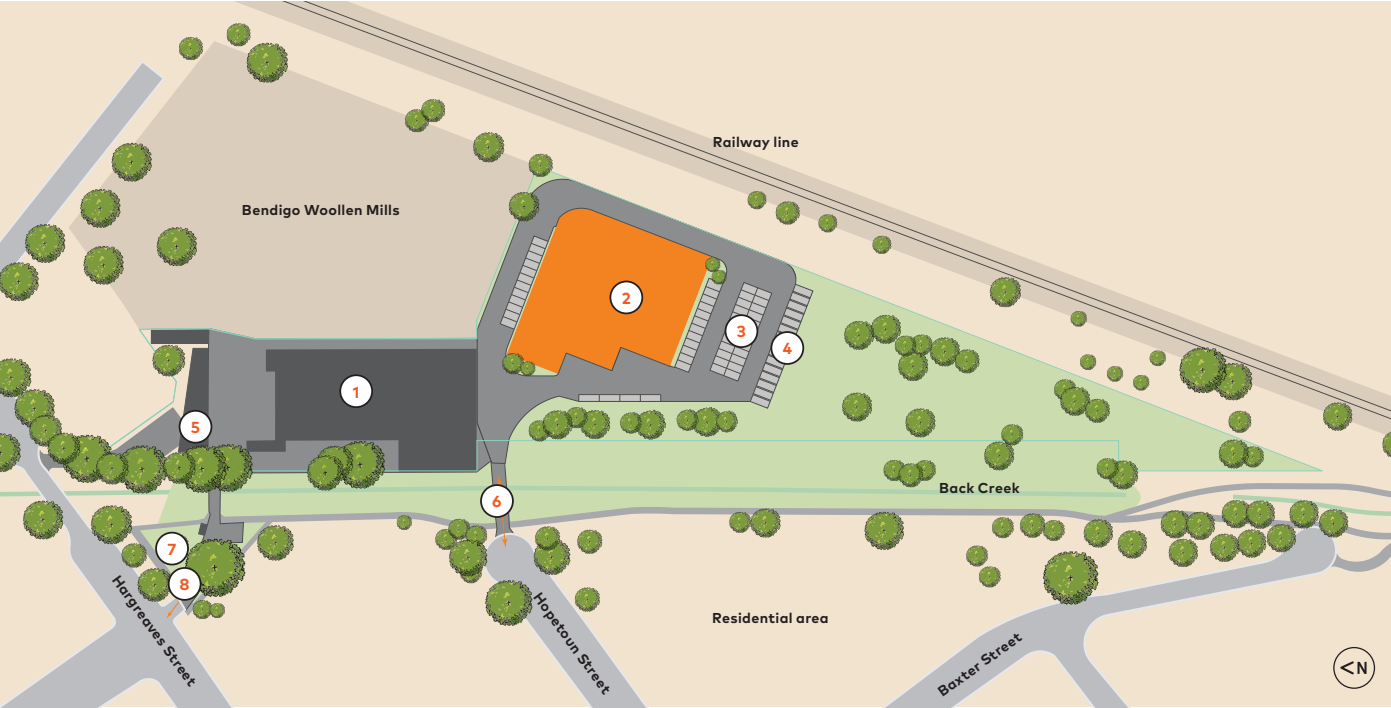 Railway line
Bendigo Woollen Mills
2
3
4
1
5
Back Creek
6
7
8
Hargreaves Street
Hopetoun Street
Residential area
Baxter Street
<N